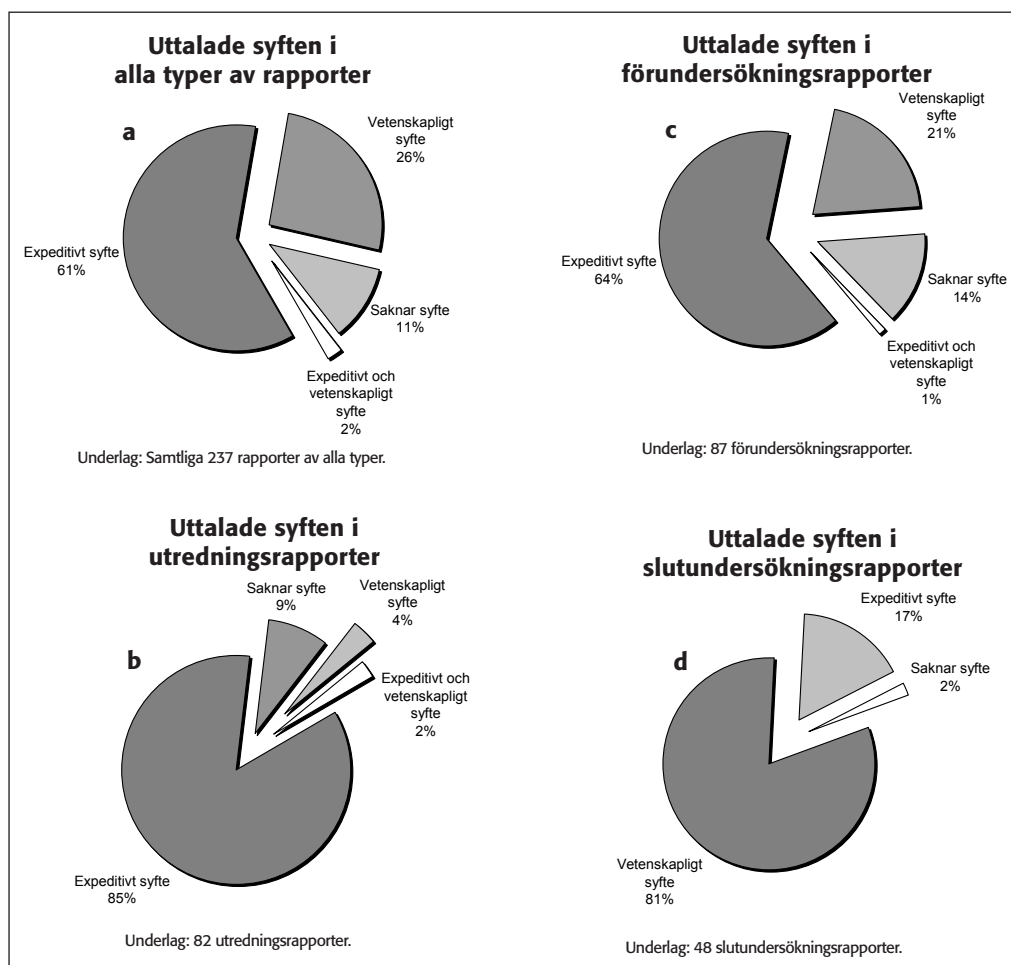 Uttalade syften i
alla typer av rapporter
a
Vetenskapligt
syfte
26%
Expeditivt syfte
61%
Saknar syfte
11%
Expeditivt och
vetenskapligt
syfte
2%
Underlag: Samtliga 237 rapporter av alla typer.
Uttalade syften i
förundersökningsrapporter
c
Vetenskapligt
syfte
21%
Expeditivt syfte
64%
Saknar syfte
14%
Expeditivt och
vetenskapligt
syfte
1%
Underlag: 87 förundersökningsrapporter.
Uttalade syften i
utredningsrapporter
b
Saknar syfte
9%
Vetenskapligt
syfte
4%
Expeditivt och
vetenskapligt
syfte
2%
Expeditivt syfte
85%
Underlag: 82 utredningsrapporter.
Uttalade syften i
slutundersökningsrapporter
d
Expeditivt syfte
17%
Saknar syfte
2%
Vetenskapligt
syfte
81%
Underlag: 48 slutundersökningsrapporter.